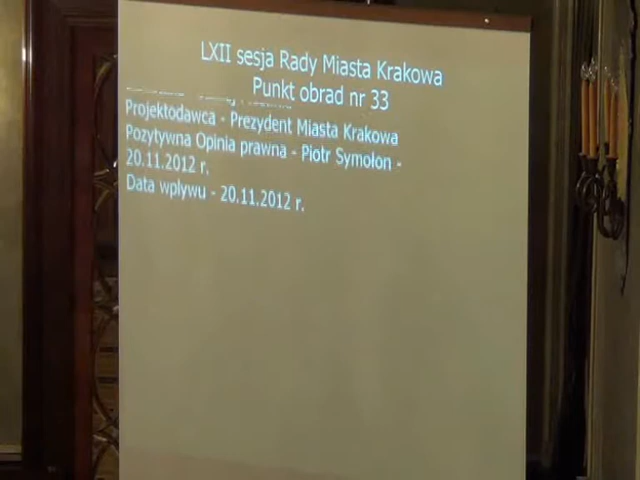 LXII sesja Rady Miasta Krakowa
Punkt obrad nr 33
Projektodawca - Prezydent Miasta Krakowa
Pozytywna Opinia prawna - Piotr Symolon -
20.11.2012 r.
Data wpływu - 20.11.2012 r.